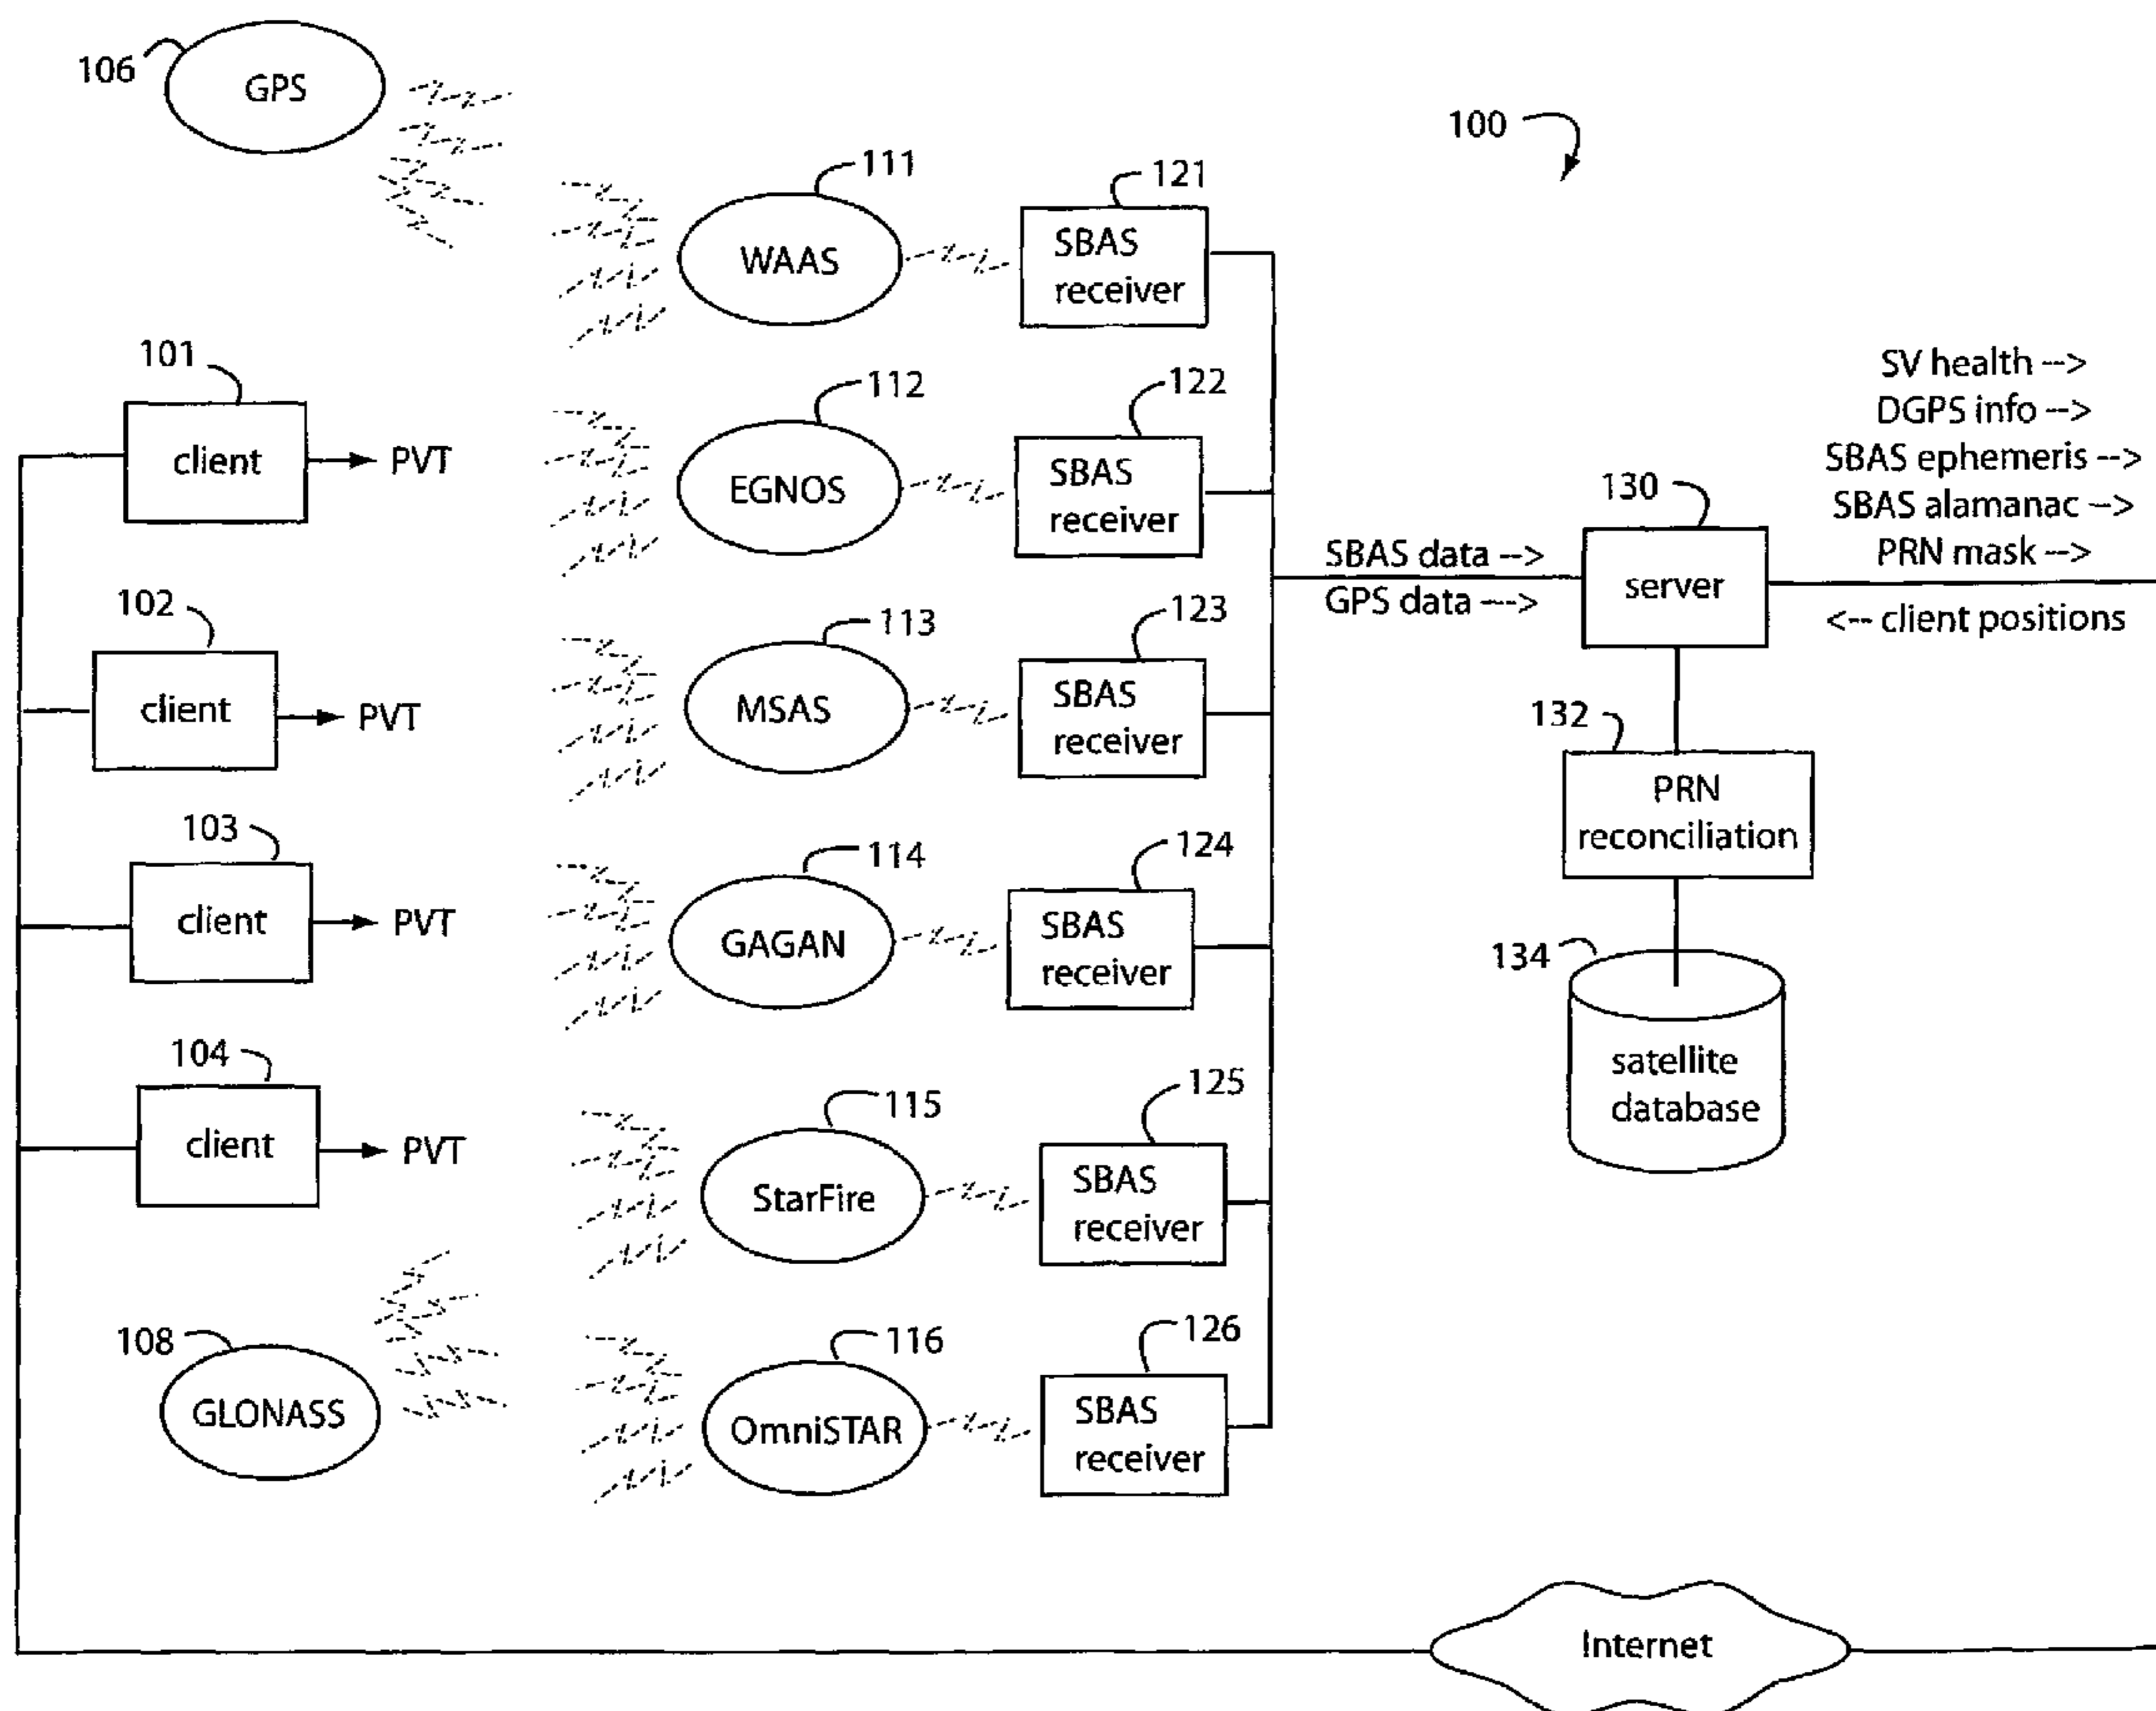 106
GPS
100
111
WAAS
121
SBAS
receiver
101
client
PVT
112
EGNOS
122
SBAS
receiver
SV health -->
DGPS info -->
SBAS ephemeris -->
SBAS alamanac -->
PRN mask -->
<-- client positions
130
server
SBAS data -->
GPS data --->
102
client
PVT
113
MSAS
123
SBAS
receiver
132
PRN
reconciliation
103
client
PVT
114
GAGAN
124
SBAS
receiver
134
satellite
database
104
client
PVT
115
StarFire
125
SBAS
receiver
108
GLONASS
116
OmniSTAR
126
SBAS
receiver
Internet